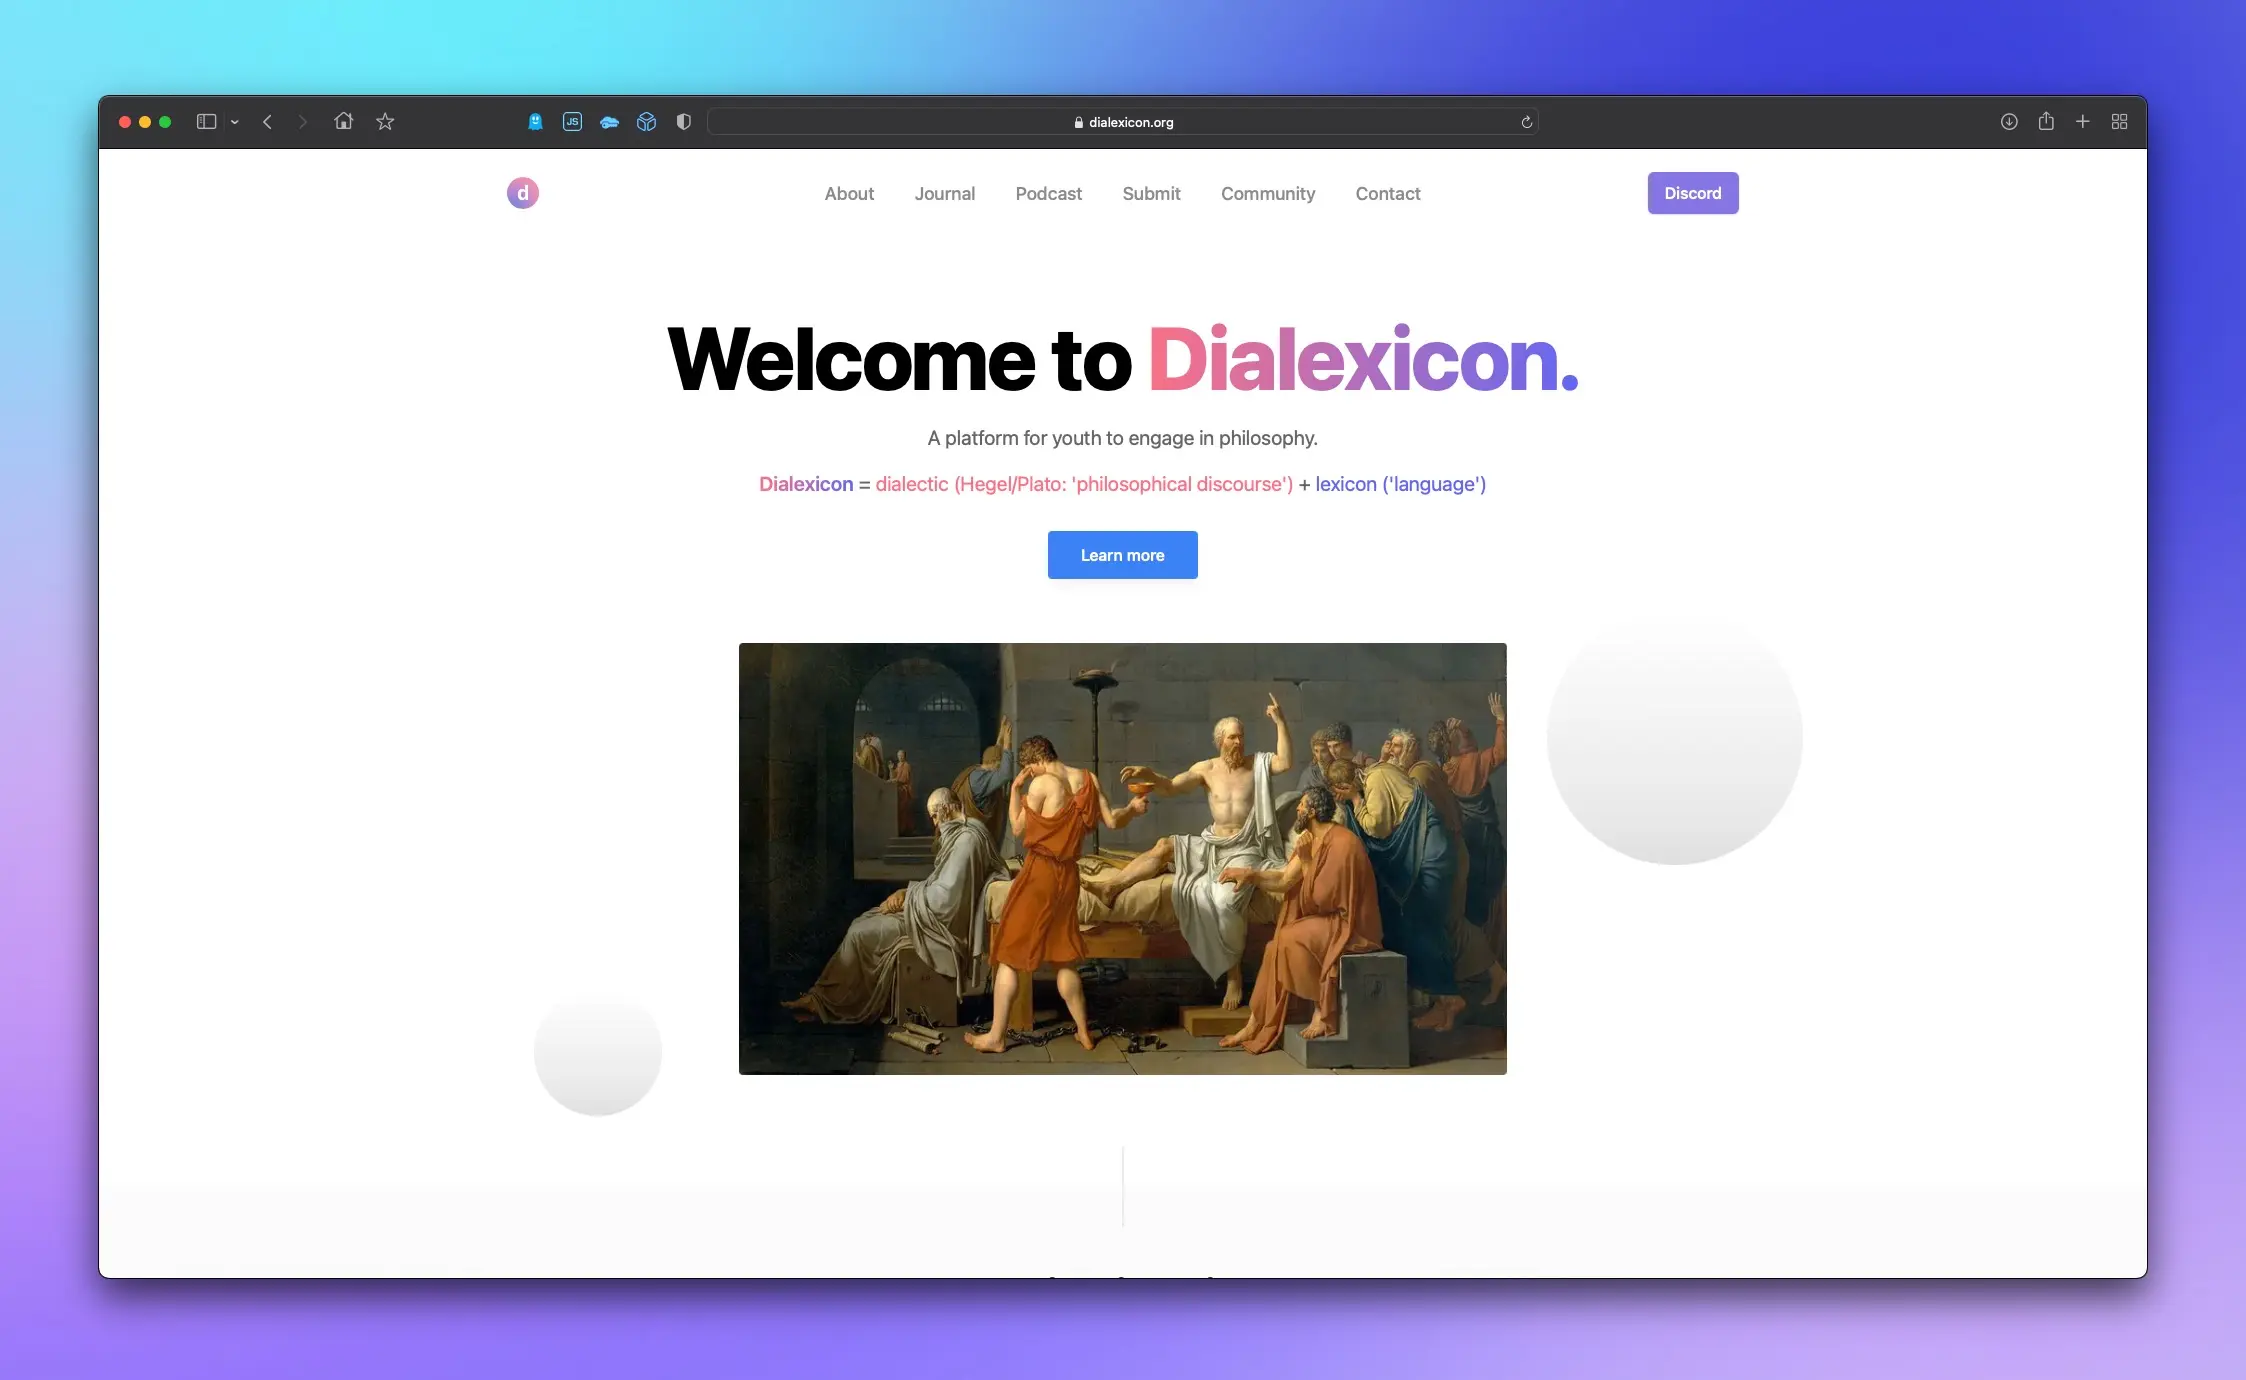 JS
dialexicon.org
d
About Journal Podcast Submit Community Contact Discord
Welcome to Dialexicon.
A platform for youth to engage in philosophy.
Dialexicon = dialectic (Hegel/Plato: 'philosophical discourse') + lexicon ('language')
Learn more